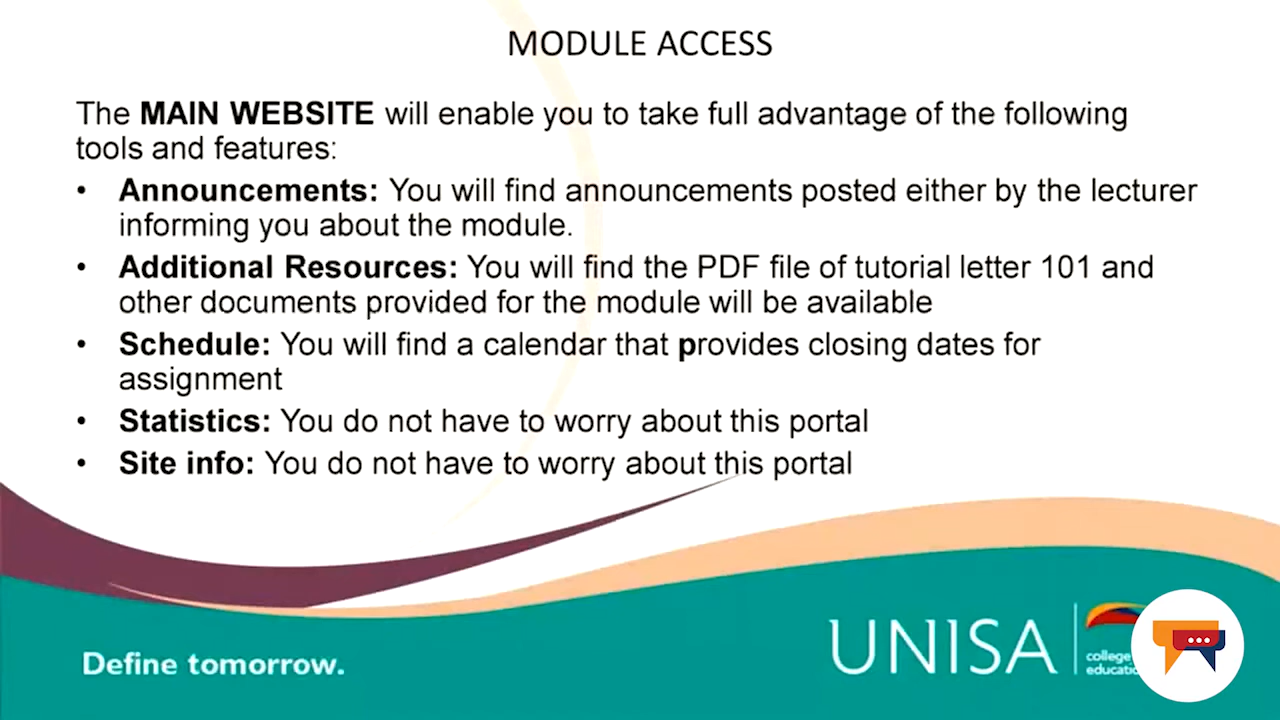 MODULE ACCESS
The MAIN WEBSITE will enable you to take full advantage of the following
tools and features:
• Announcements: You will find announcements posted either by the lecturer
informing you about the module.
• Additional Resources: You will find the PDF file of tutorial letter 101 and
other documents provided for the module will be available
• Schedule: You will find a calendar that provides closing dates for
assignment
• Statistics: You do not have to worry about this portal
• Site info: You do not have to worry about this portal
Define tomorrow.
UNISA
college